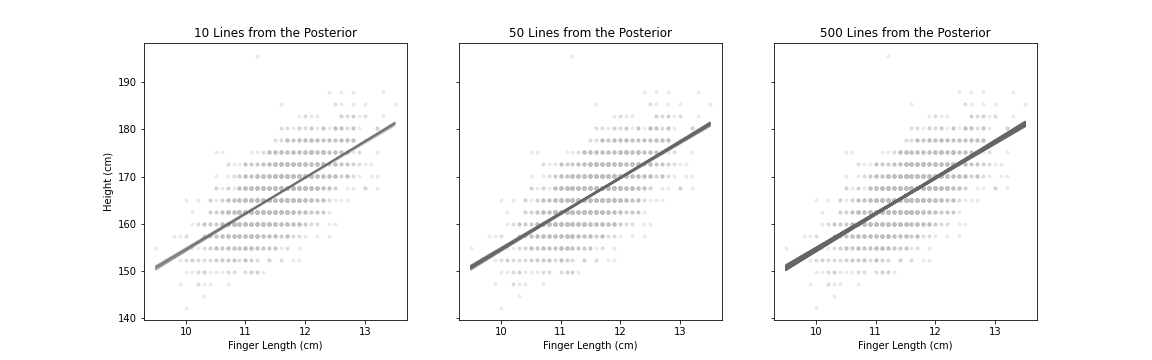 10 Lines from the Posterior
50 Lines from the Posterior
500 Lines from the Posterior
190
180
170
160
150
140
Height (cm)
10 11 12 13
10 11 12 13
10 11 12 13
Finger Length (cm)
Finger Length (cm)
Finger Length (cm)